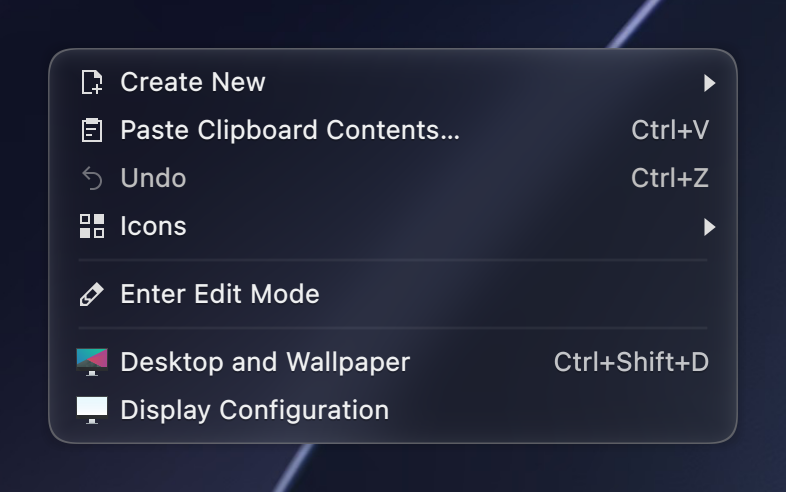 Create New
Paste Clipboard Contents... Ctrl+V
Undo Ctrl+Z
Icons
Enter Edit Mode
Desktop and Wallpaper Ctrl+Shift+D
Display Configuration